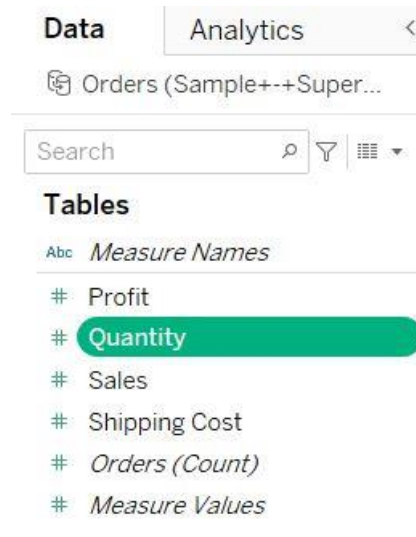 Data Analytics <
Orders (Sample+-+Super...
Search
Tables
Abc Measure Names
# Profit
# Quantity
# Sales
# Shipping Cost
# Orders (Count)
# Measure Values